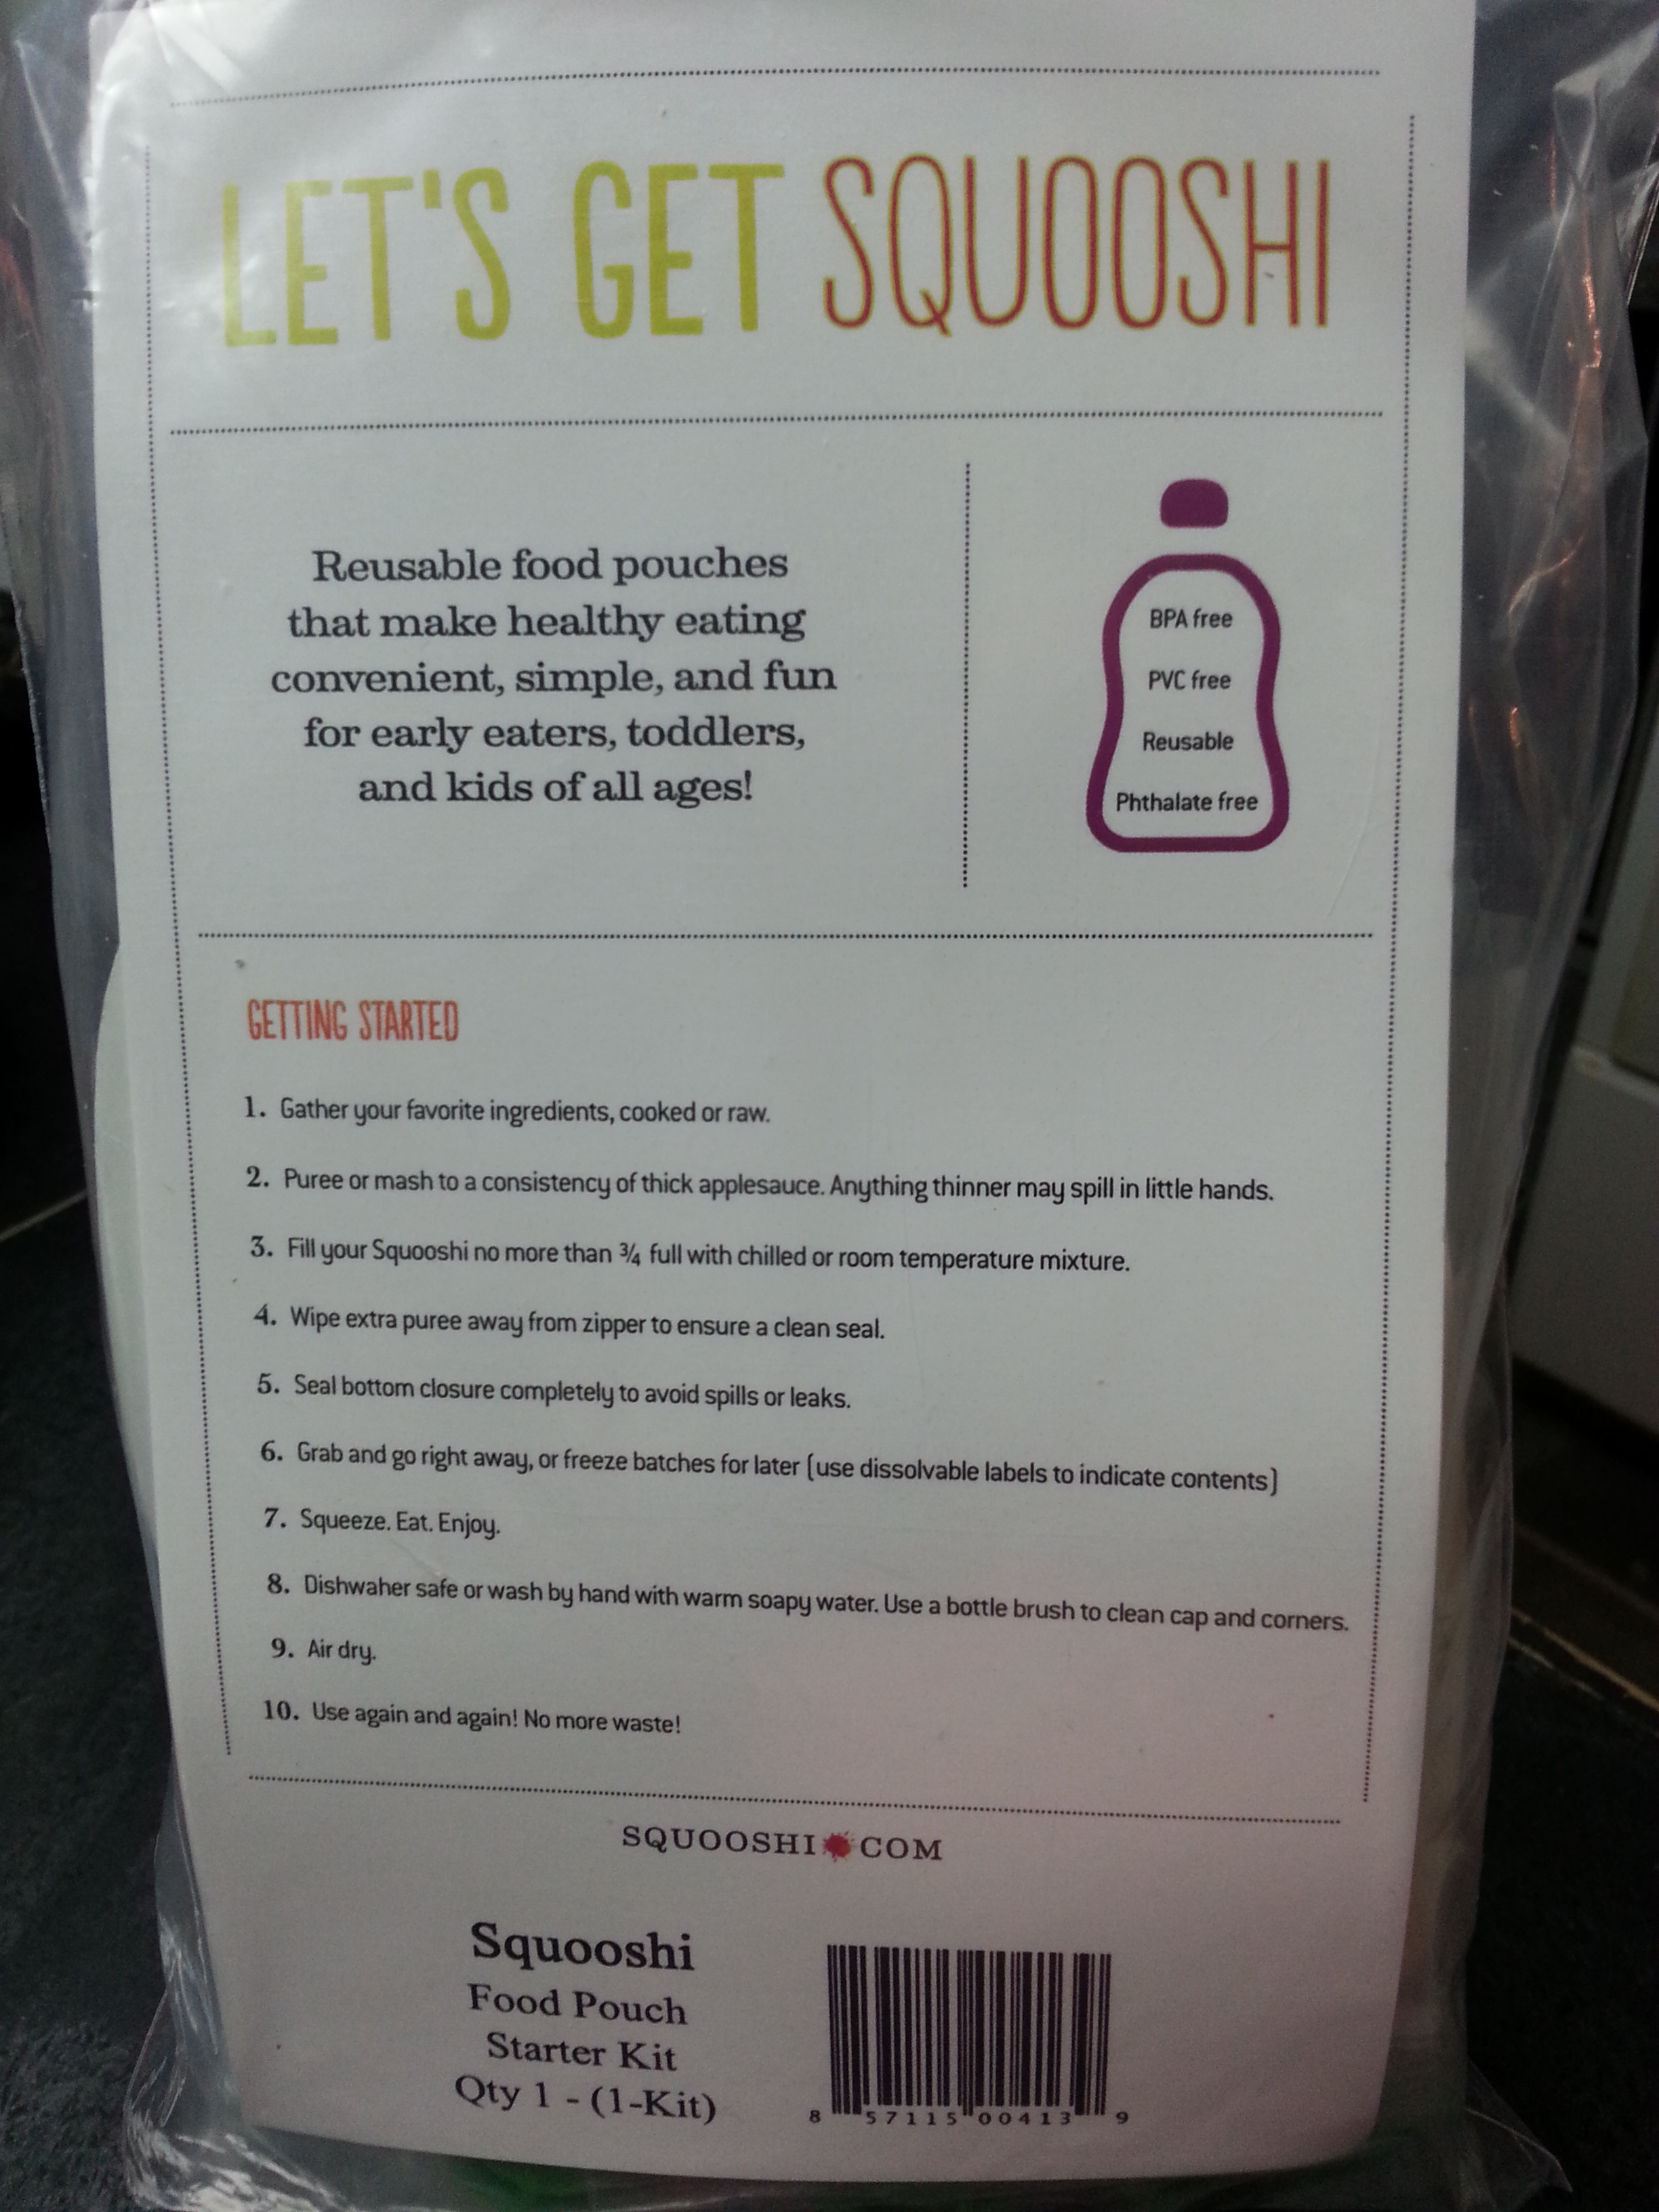 LET'S GET SQUOOSHI
Reusable food pouches
that make healthy eating
convenient, simple, and fun
for early eaters, toddlers,
and kids of all ages!
BPA free
PVC free
Reusable
Phthalate free
GETTING STARTED
1. Gather your favorite ingredients, cooked or raw.
2. Puree or mash to a consistency of thick applesauce. Anything thinner may spill in little hands.
3. Fill your Squooshi no more than ¾ full with chilled or room temperature mixture.
4. Wipe extra puree away from zipper to ensure a clean seal.
5. Seal bottom closure completely to avoid spills or leaks.
6. Grab and go right away, or freeze batches for later (use dissolvable labels to indicate contents)
7. Squeeze. Eat. Enjoy.
8. Dishwaher safe or wash by hand with warm soapy water. Use a bottle brush to clean cap and corners.
9. Air dry.
10. Use again and again! No more waste!
SQUOOSHI COM
Squooshi
Food Pouch
Starter Kit
Qty 1 - (1-Kit)
8 57115 00413 9